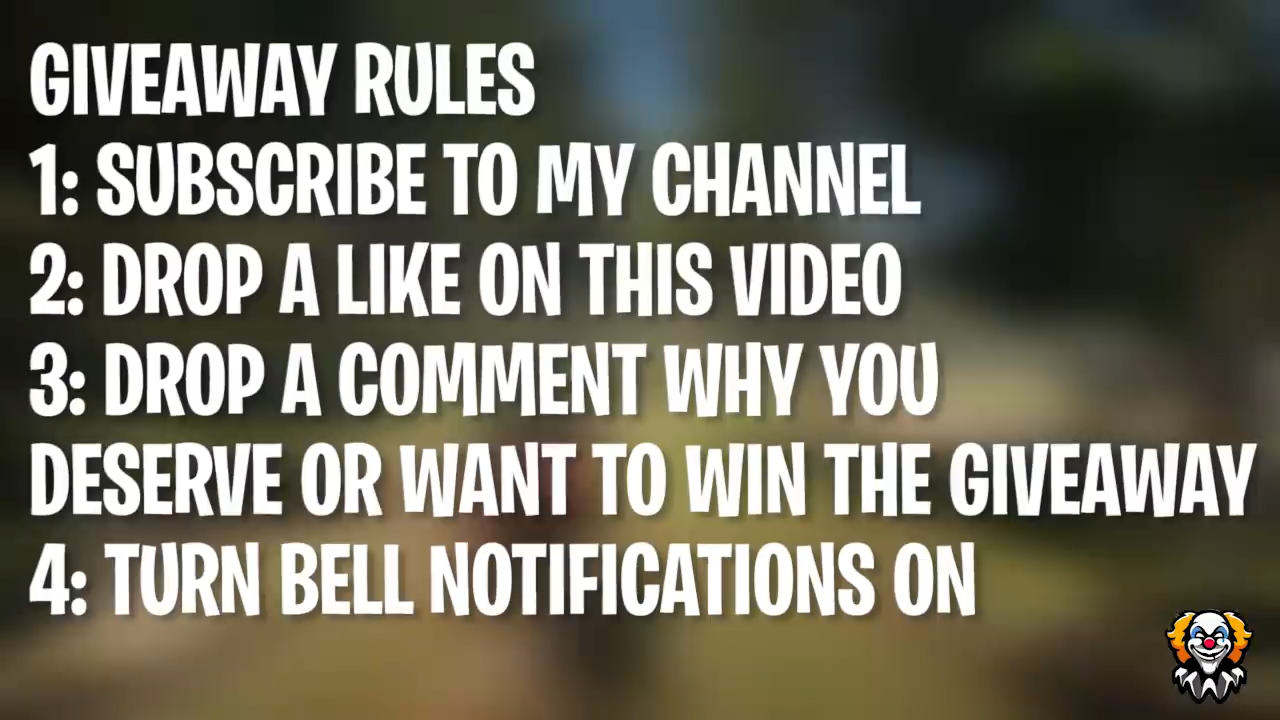 GIVEAWAY RULES
1: SUBSCRIBE TO MY CHANNEL
2: DROP A LIKE ON THIS VIDEO
3: DROP A COMMENT WHY YOU
DESERVE OR WANT TO WIN THE GIVEAWAY
4: TURN BELL NOTIFICATIONS ON